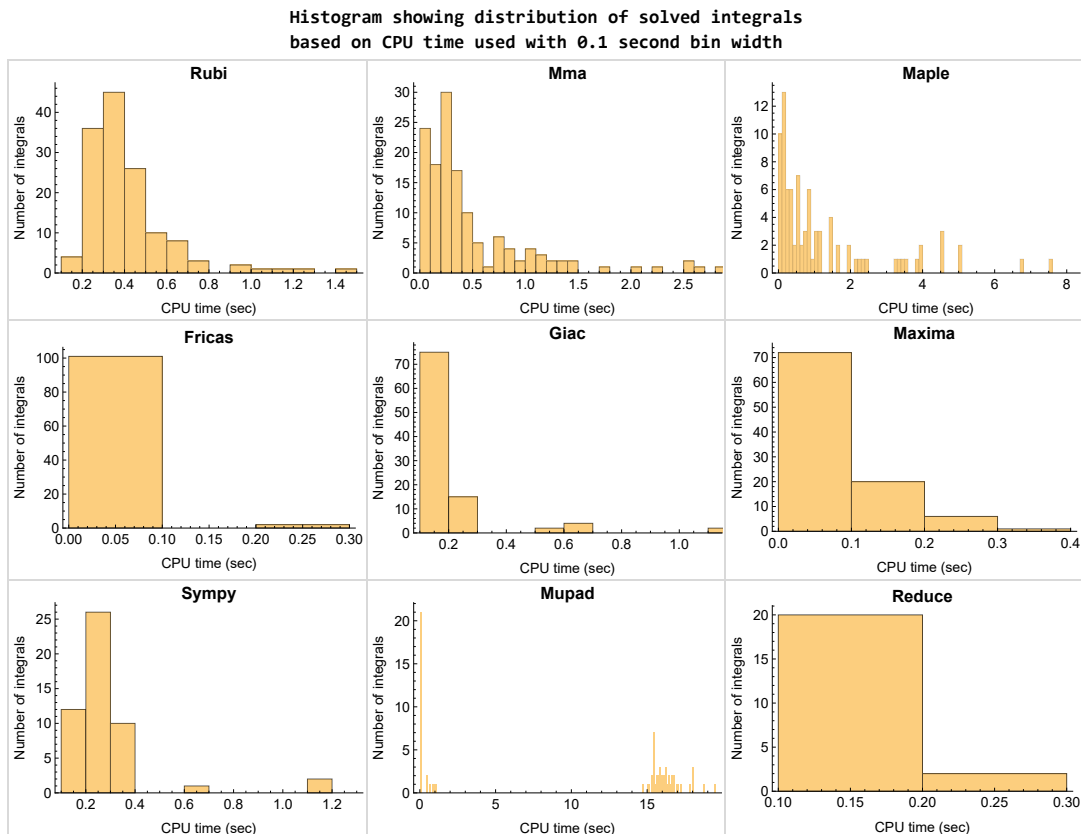 Histogram showing distribution of solved integrals
based on CPU time used with 0.1 second bin width
Rubi
Number of integrals
0 10 20 30 40
0.2 0.4 0.6 0.8 1.0 1.2 1.4
CPU time (sec)
Mma
Number of integrals
0 5 10 15 20 25 30
0.0 0.5 1.0 1.5 2.0 2.5
CPU time (sec)
Maple
Number of integrals
0 2 4 6 8 10 12
0 2 4 6 8
CPU time (sec)
Fricas
Number of integrals
0 20 40 60 80 100
0.00 0.05 0.10 0.15 0.20 0.25 0.30
CPU time (sec)
Giac
Number of integrals
0 10 20 30 40 50 60 70
0.2 0.4 0.6 0.8 1.0
CPU time (sec)
Maxima
Number of integrals
0 10 20 30 40 50 60 70
0.0 0.1 0.2 0.3 0.4
CPU time (sec)
Sympy
Number of integrals
0 5 10 15 20 25
0.2 0.4 0.6 0.8 1.0 1.2
CPU time (sec)
Mupad
Number of integrals
0 5 10 15 20
0 5 10 15
CPU time (sec)
Reduce
Number of integrals
0 5 10 15 20
0.10 0.15 0.20 0.25 0.30
CPU time (sec)